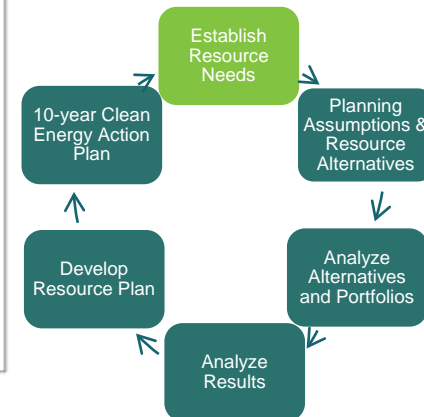 Establish
Resource
Needs
Planning
Assumptions &
Resource
Alternatives
Analyze
Alternatives
and Portfolios
Analyze
Results
Develop
Resource Plan
10-year Clean
Energy Action
Plan